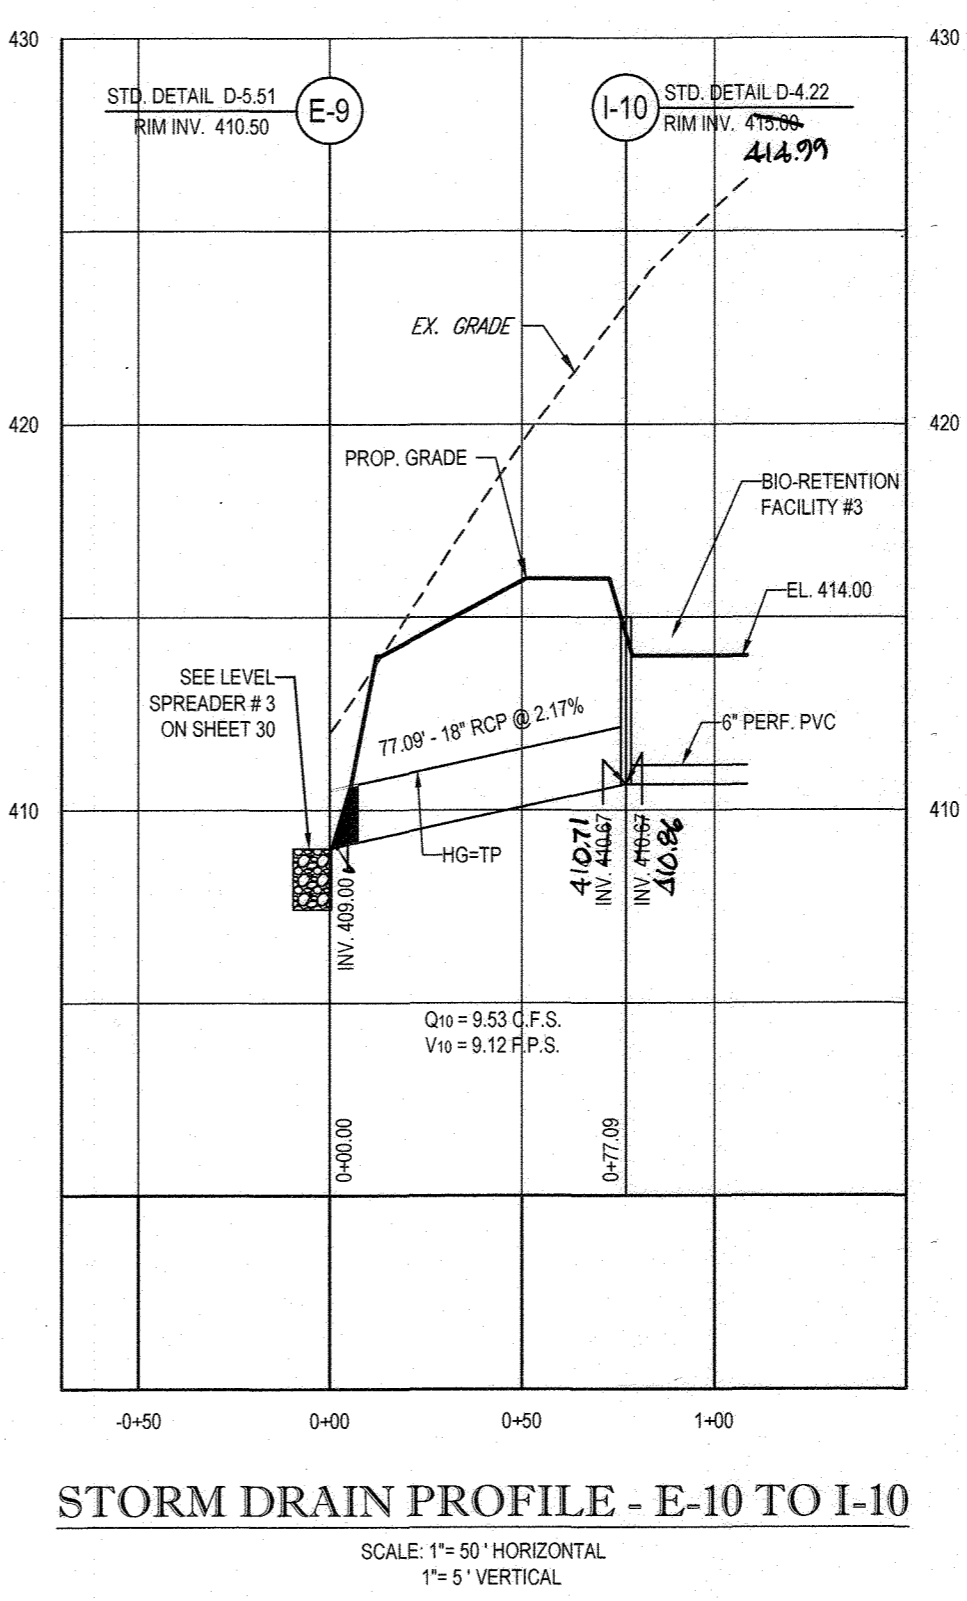 430
430
STD. DETAIL D-5.51
RIM INV. 410.50
E-9
I-10
STD. DETAIL D-4.22
RIM INV. 415.00
414.99
EX. GRADE
420
420
PROP. GRADE
BIO-RETENTION
FACILITY #3
EL. 414.00
SEE LEVEL
SPREADER # 3
ON SHEET 30
77.09' - 18" RCP @ 2.17%
6" PERF. PVC
410
410
HG=TP
INV. 409.00
410.71
INV. 410.67
INV. 410.67
410.86
Q10 = 9.53 C.F.S.
V10 = 9.12 F.P.S.
0+00.00
0+77.09
-0+50
0+00
0+50
1+00
STORM DRAIN PROFILE - E-10 TO I-10
SCALE: 1"= 50 ' HORIZONTAL
1"= 5 ' VERTICAL